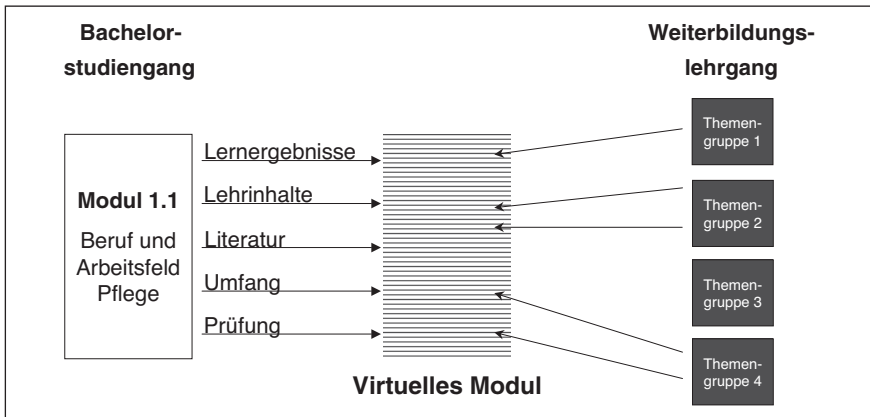 Bachelor-
studiengang
Weiterbildungs-
lehrgang
Modul 1.1
Beruf und
Arbeitsfeld
Pflege
Lernergebnisse
Lehrinhalte
Literatur
Umfang
Prüfung
Virtuelles Modul
Themen-
gruppe 1
Themen-
gruppe 2
Themen-
gruppe 3
Themen-
gruppe 4